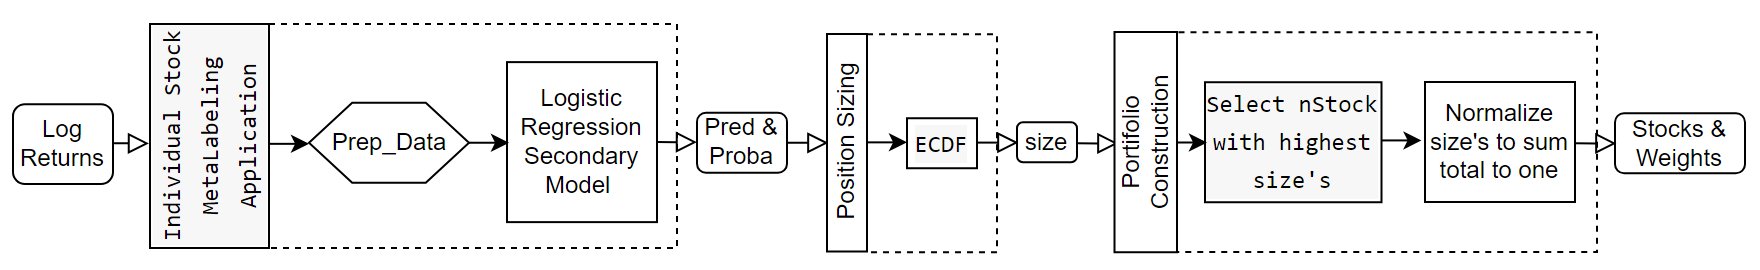 Log
Returns
Individual Stock
MetaLabeling
Application
Prep_Data
Logistic
Regression
Secondary
Model
Pred &
Proba
Position Sizing
ECDF
size
Portifolio
Construction
Select nStock
with highest
size's
Normalize
size's to sum
total to one
Stocks &
Weights